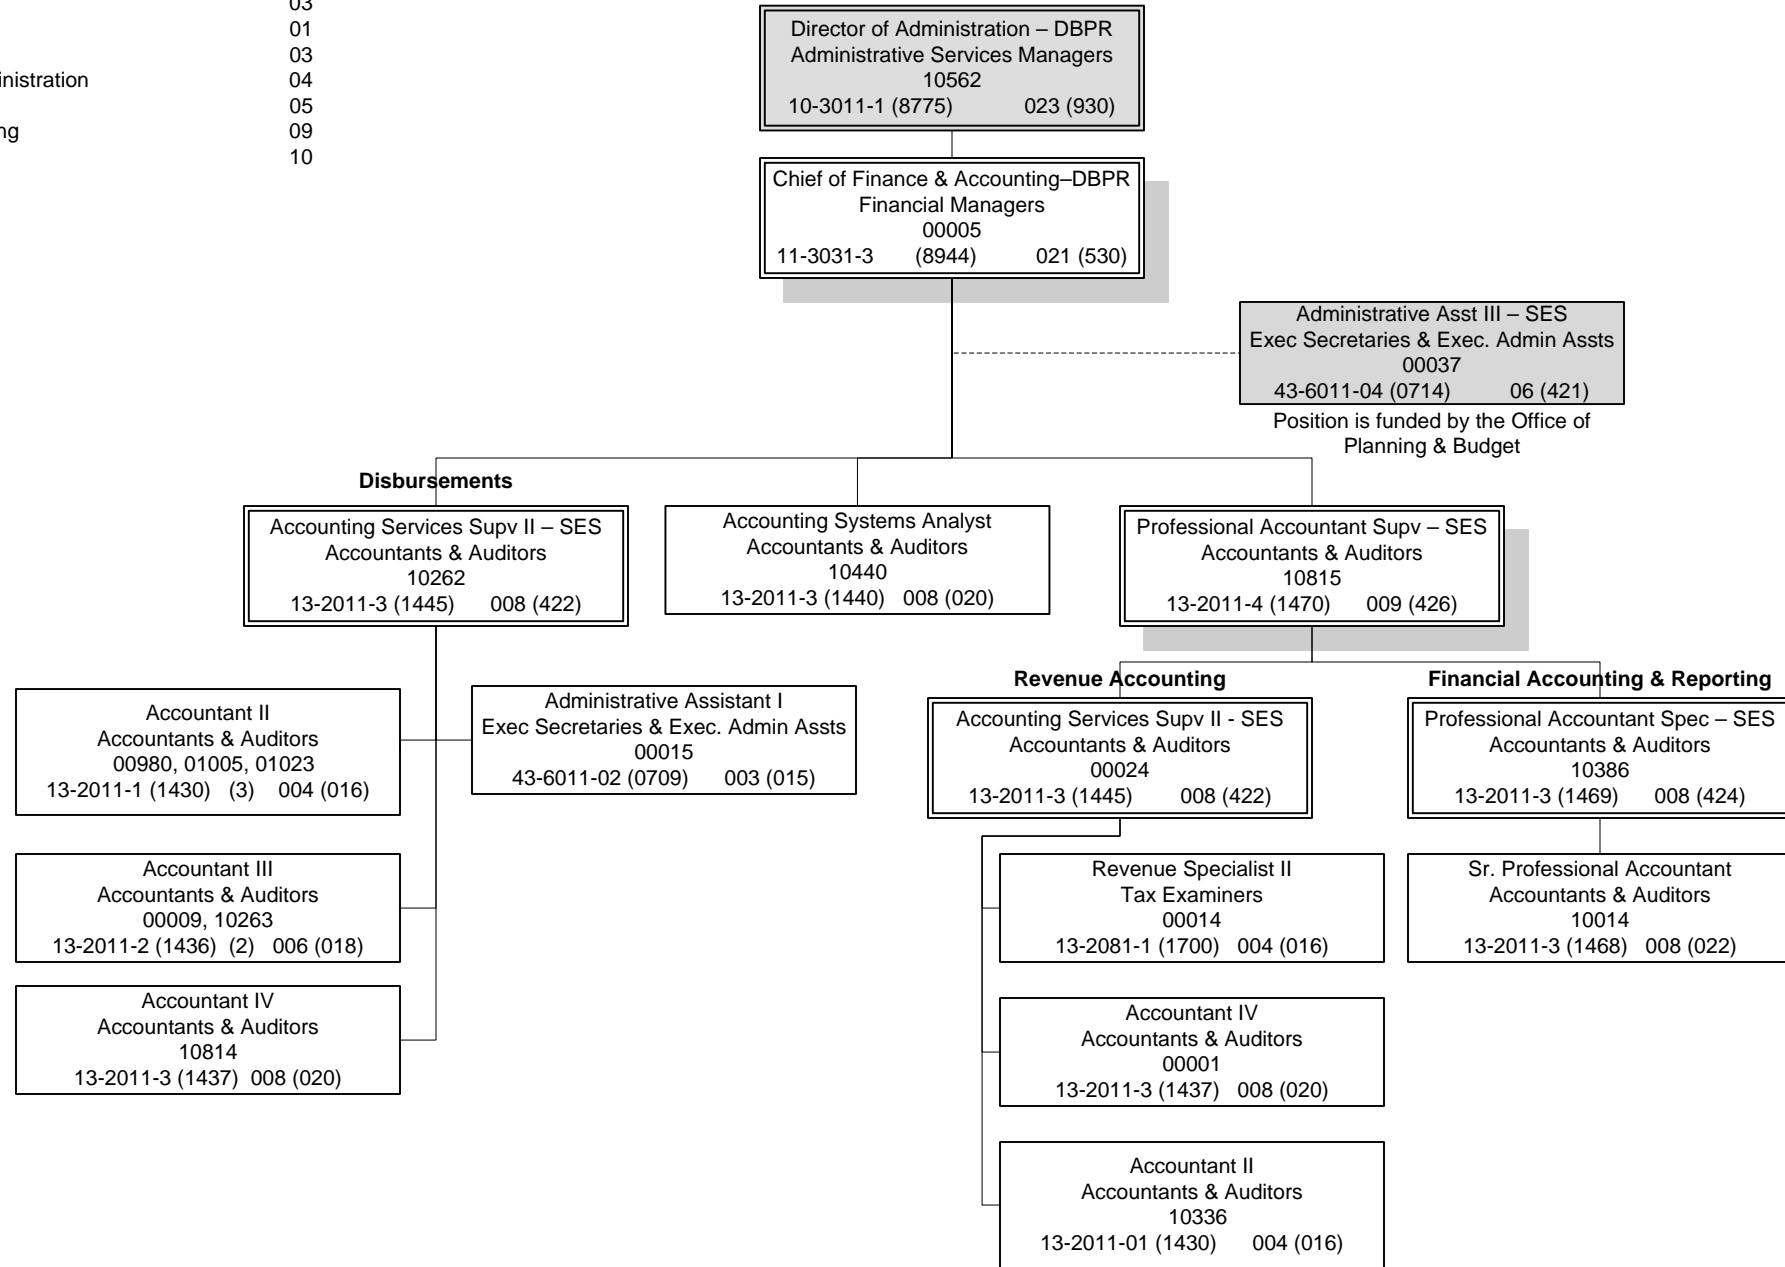 03
01
03
04
05
09
10
Director of Administration – DBPR
Administrative Services Managers
10562
10-3011-1 (8775) 023 (930)
Chief of Finance & Accounting–DBPR
Financial Managers
00005
11-3031-3 (8944) 021 (530)
Administrative Asst III – SES
Exec Secretaries & Exec. Admin Assts
00037
43-6011-04 (0714) 06 (421)
Position is funded by the Office of
Planning & Budget
Disbursements
Accounting Services Supv II – SES
Accountants & Auditors
10262
13-2011-3 (1445) 008 (422)
Accounting Systems Analyst
Accountants & Auditors
10440
13-2011-3 (1440) 008 (020)
Professional Accountant Supv – SES
Accountants & Auditors
10815
13-2011-4 (1470) 009 (426)
Accountant II
Accountants & Auditors
00980, 01005, 01023
13-2011-1 (1430) (3) 004 (016)
Administrative Assistant I
Exec Secretaries & Exec. Admin Assts
00015
43-6011-02 (0709) 003 (015)
Accountant III
Accountants & Auditors
00009, 10263
13-2011-2 (1436) (2) 006 (018)
Accountant IV
Accountants & Auditors
10814
13-2011-3 (1437) 008 (020)
Revenue Accounting
Accounting Services Supv II - SES
Accountants & Auditors
00024
13-2011-3 (1445) 008 (422)
Revenue Specialist II
Tax Examiners
00014
13-2081-1 (1700) 004 (016)
Accountant IV
Accountants & Auditors
00001
13-2011-3 (1437) 008 (020)
Accountant II
Accountants & Auditors
10336
13-2011-01 (1430) 004 (016)
Financial Accounting & Reporting
Professional Accountant Spec – SES
Accountants & Auditors
10386
13-2011-3 (1469) 008 (424)
Sr. Professional Accountant
Accountants & Auditors
10014
13-2011-3 (1468) 008 (022)